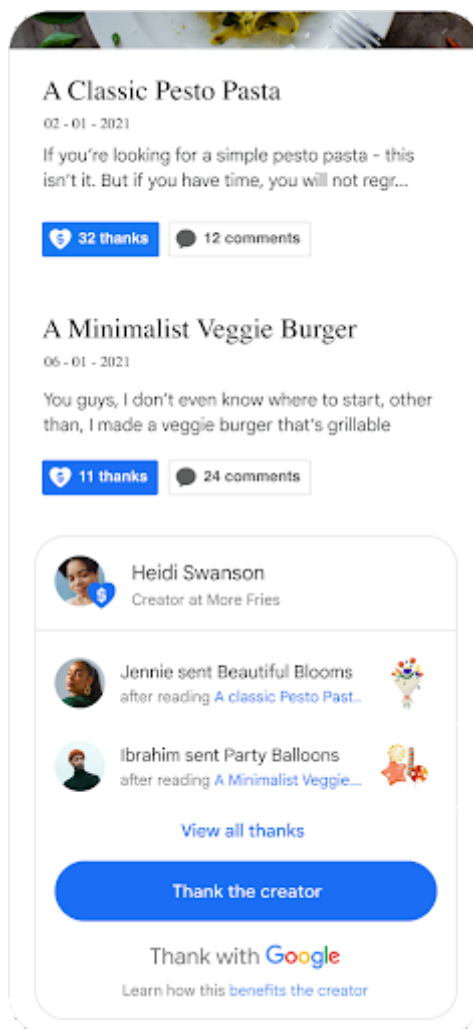 A Classic Pesto Pasta
02 - 01 - 2021
If you're looking for a simple pesto pasta - this
isn't it. But if you have time, you will not regr...
$ 32 thanks 12 comments
A Minimalist Veggie Burger
06 - 01 - 2021
You guys, I don't even know where to start, other
than, I made a veggie burger that's grillable
$ 11 thanks 24 comments
Heidi Swanson
$
Creator at More Fries
Jennie sent Beautiful Blooms
after reading A classic Pesto Past...
Ibrahim sent Party Balloons
after reading A Minimalist Veggie...
View all thanks
Thank the creator
Thank with Google
Learn how this benefits the creator